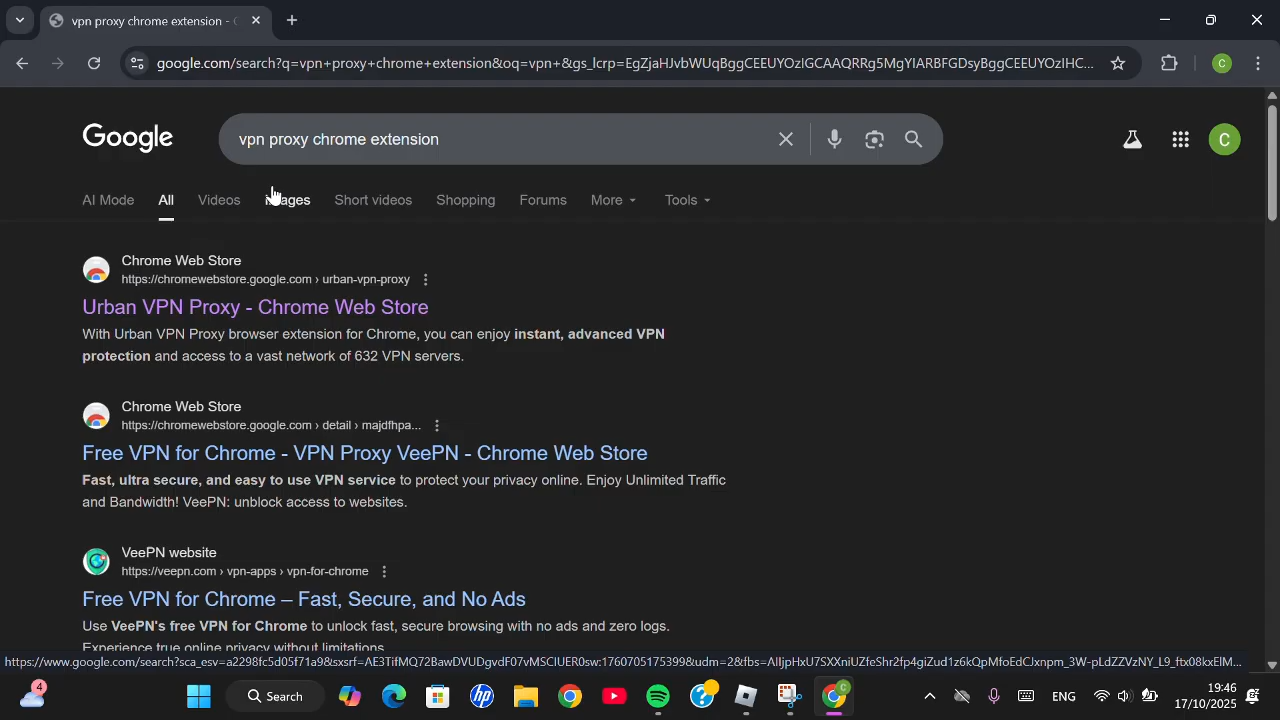 vpn proxy chrome extension -
google.com/search?q=vpn+proxy+chrome+extension&oq=vpn+&gs_lcrp=EgZjaHJvbWUqBggCEEUYOzIGCAAQRRg5MgYIARBFGDsyBggCEEUYOzIHC...
C
Google
vpn proxy chrome extension
C
AI Mode All Videos Images Short videos Shopping Forums More Tools
Chrome Web Store
https://chromewebstore.google.com › urban-vpn-proxy
Urban VPN Proxy - Chrome Web Store
With Urban VPN Proxy browser extension for Chrome, you can enjoy instant, advanced VPN
protection and access to a vast network of 632 VPN servers.
Chrome Web Store
https://chromewebstore.google.com › detail › majdfhpa...
Free VPN for Chrome - VPN Proxy VeePN - Chrome Web Store
Fast, ultra secure, and easy to use VPN service to protect your privacy online. Enjoy Unlimited Traffic
and Bandwidth! VeePN: unblock access to websites.
VeePN website
https://veepn.com › vpn-apps › vpn-for-chrome
Free VPN for Chrome – Fast, Secure, and No Ads
Use VeePN's free VPN for Chrome to unlock fast, secure browsing with no ads and zero logs.
Experience true online privacy without limitations.
4
Search
hp
C
ENG
19:46
17/10/2025